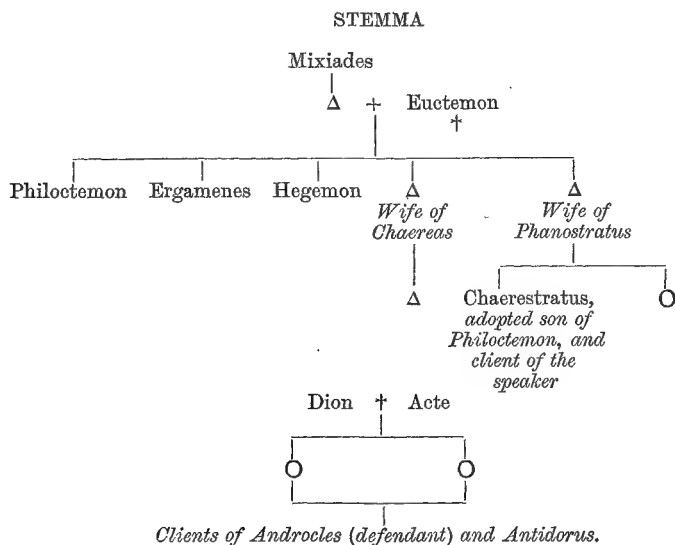 STEMMA
Mixiades
Δ + Euctemon
†
Philoctemon Ergamenes Hegemon Δ Δ
Wife of Wife of
Chaereas Phanostratus
Δ Chaerestratus, O
adopted son of
Philoctemon, and
client of the
speaker
Dion † Acte
O O
Clients of Androcles (defendant) and Antidorus.